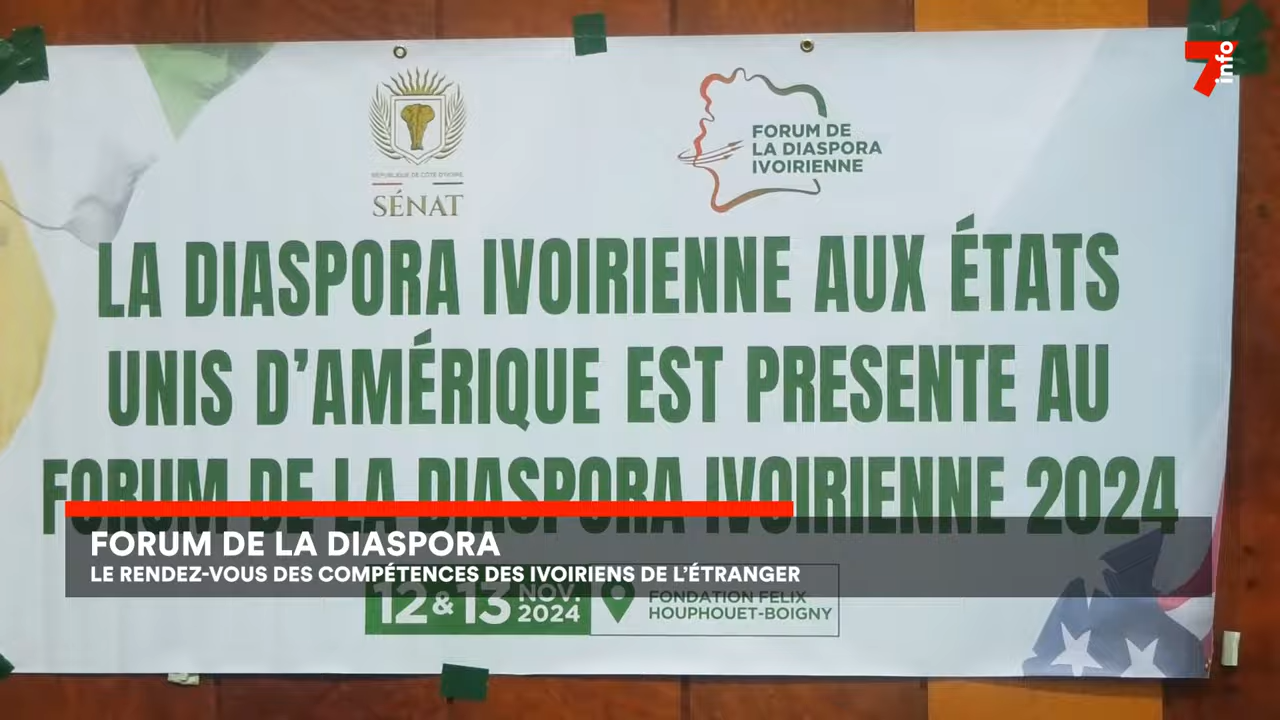 7info
RÉPUBLIQUE DE CÔTE D'IVOIRE
SÉNAT
FORUM DE
LA DIASPORA
IVOIRIENNE
LA DIASPORA IVOIRIENNE AUX ÉTATS
UNIS D'AMÉRIQUE EST PRESENTE AU
FORUM DE LA DIASPORA IVOIRIENNE 2024
FORUM DE LA DIASPORA
LE RENDEZ-VOUS DES COMPÉTENCES DES IVOIRIENS DE L'ÉTRANGER
12 & 13 NOV. 2024
FONDATION FELIX
HOUPHOUET-BOIGNY